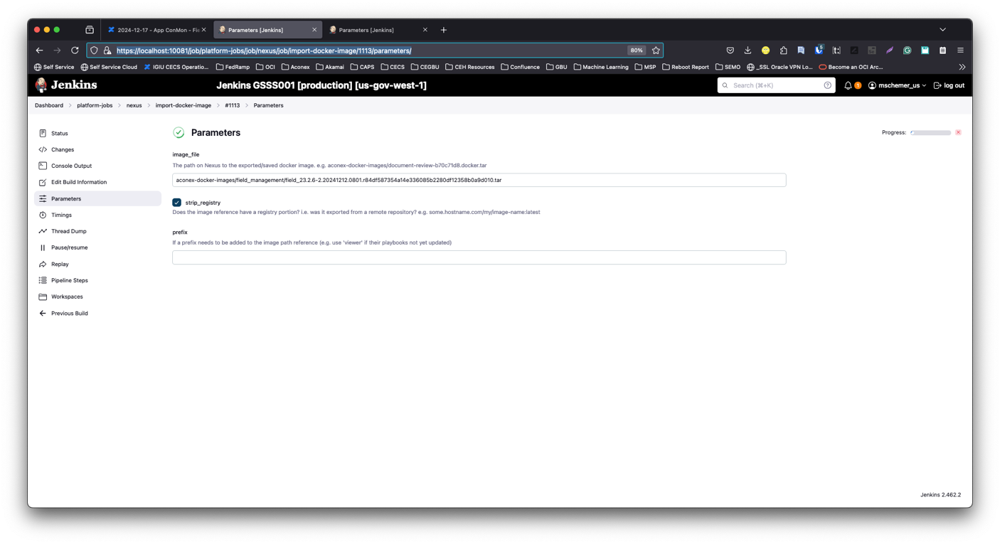 2024-12-17 - App ConMon - Fie
Parameters [Jenkins]
Parameters [Jenkins]
https://localhost:10081/job/platform-jobs/job/nexus/job/import-docker-image/1113/parameters/
80%
5
Self Service
Self Service Cloud
IGIU CECS Operatio...
FedRamp
OCI
Aconex
Akamai
CAPS
CECS
CEGBU
CEH Resources
Confluence
GBU
Machine Learning
MSP
Reboot Report
SEMO
_SSL Oracle VPN Lo...
Become an OCI Arc...
Jenkins
Jenkins GSSS001 [production] [us-gov-west-1]
Search (⌘+K)
1
mschemer_us
log out
Dashboard > platform-jobs > nexus > import-docker-image > #1113 > Parameters
Status
Changes
Console Output
Edit Build Information
Parameters
Timings
Thread Dump
Pause/resume
Replay
Pipeline Steps
Workspaces
Previous Build
Parameters
Progress:
image_file
The path on Nexus to the exported/saved docker image. e.g. aconex-docker-images/document-review-b70c71d8.docker.tar
aconex-docker-images/field_management/field_23.2.6-2.20241212.0801.r84df587354a14e336085b2280df12358b0a9d010.tar
strip_registry
Does the image reference have a registry portion? i.e. was it exported from a remote repository? e.g. some.hostname.com/my/image-name:latest
prefix
If a prefix needs to be added to the image path reference (e.g. use 'viewer' if their playbooks not yet updated)
Jenkins 2.462.2